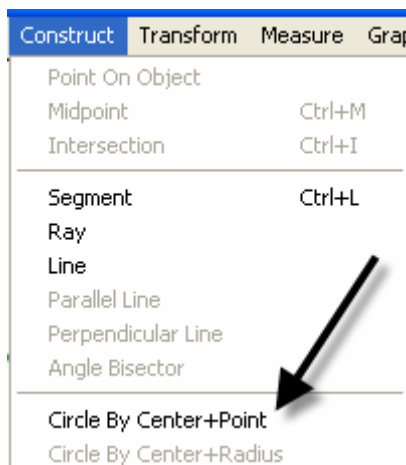 Construct Transform Measure
Point On Object
Midpoint Ctrl+M
Intersection Ctrl+I
Segment Ctrl+L
Ray
Line
Parallel Line
Perpendicular Line
Angle Bisector
Circle By Center+Point
Circle By Center+Radius